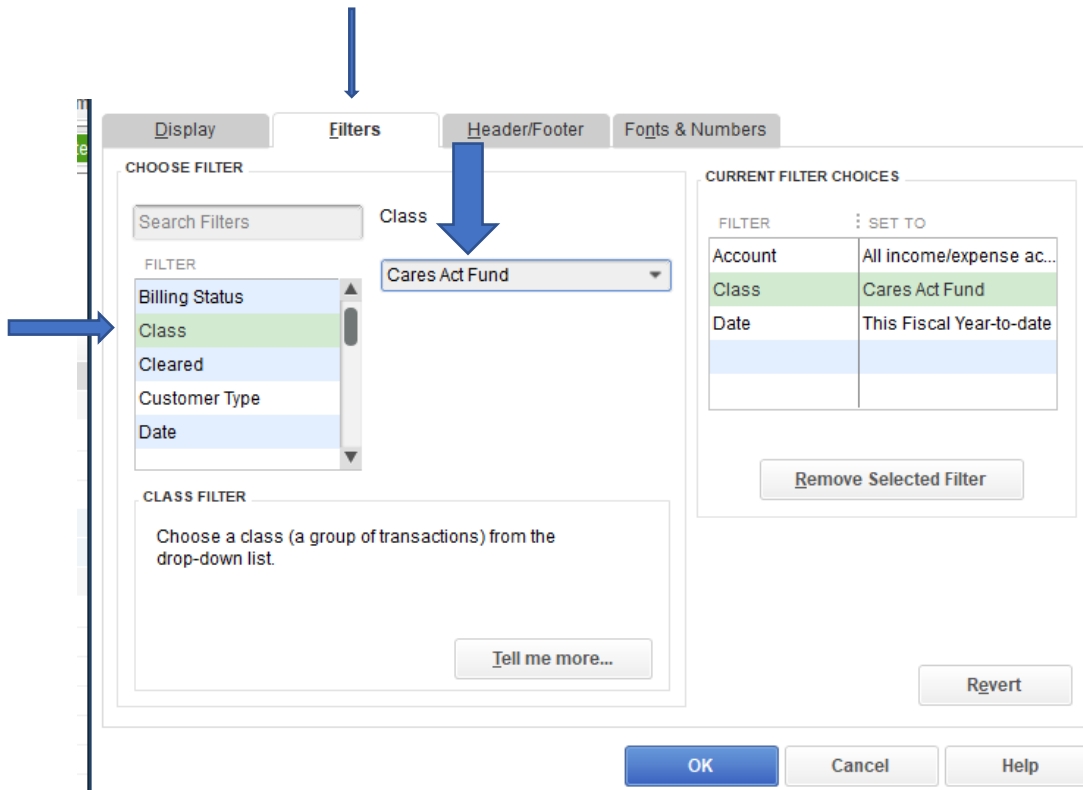 Display
Filters
Header/Footer
Fonts & Numbers
CHOOSE FILTER
Search Filters
Class
FILTER
Cares Act Fund
Billing Status
Class
Cleared
Customer Type
Date
CLASS FILTER
Choose a class (a group of transactions) from the
drop-down list.
Tell me more...
CURRENT FILTER CHOICES
FILTER SET TO
Account All income/expense ac...
Class Cares Act Fund
Date This Fiscal Year-to-date
Remove Selected Filter
Revert
OK
Cancel
Help